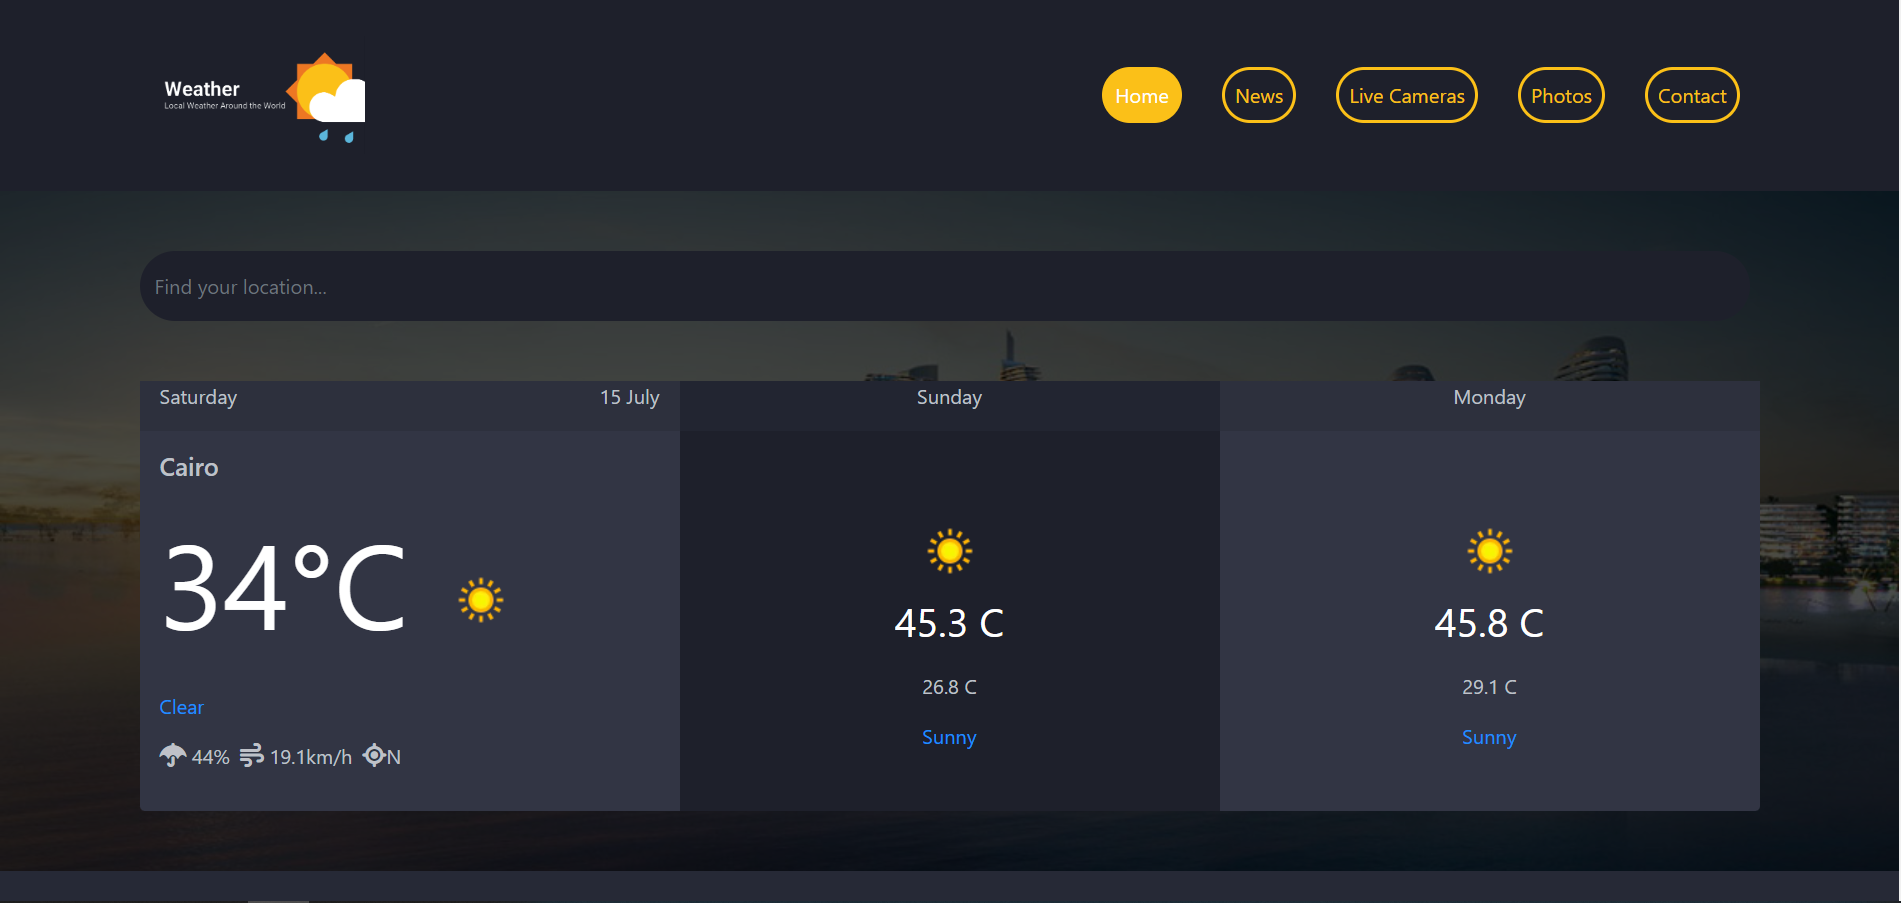 Weather
Local Weather Around the World
Home News Live Cameras Photos Contact
Find your location...
Saturday 15 July
Cairo
34°C
Clear
44% 19.1km/h N
Sunday
45.3 C
26.8 C
Sunny
Monday
45.8 C
29.1 C
Sunny